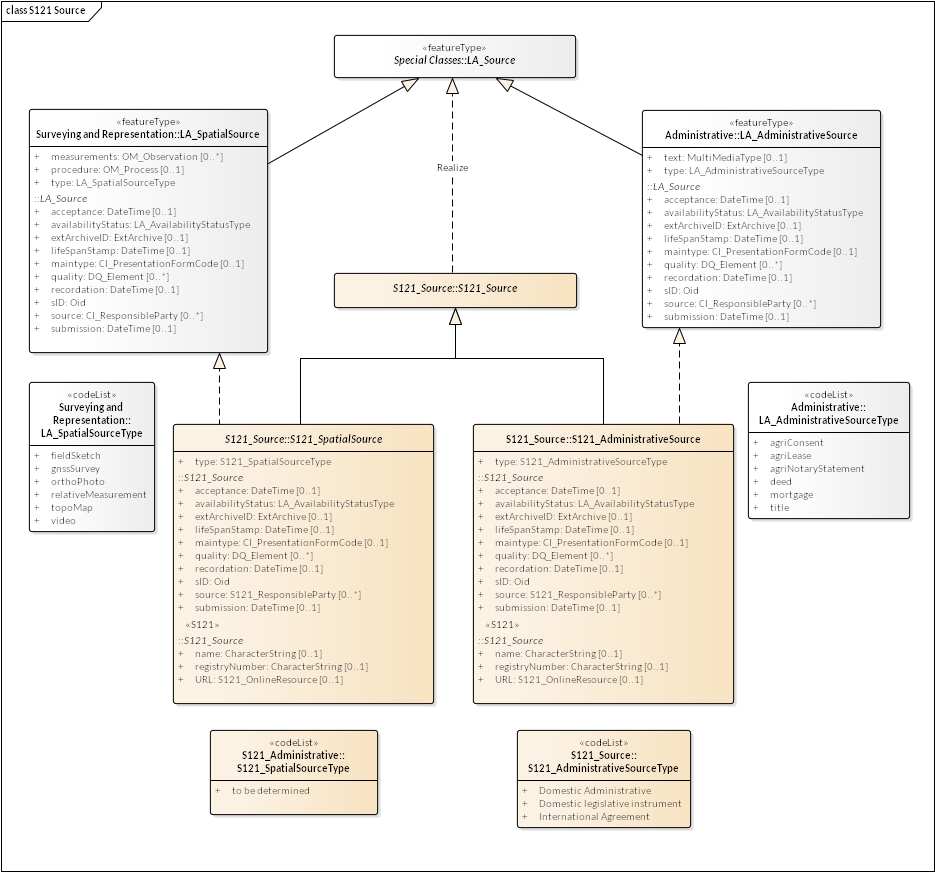 class S121 Source
«featureType»
Special Classes::LA_Source
«featureType»
Surveying and Representation::LA_SpatialSource
+ measurements: OM_Observation [0..*]
+ procedure: OM_Process [0..1]
+ type: LA_SpatialSourceType
::LA_Source
+ acceptance: DateTime [0..1]
+ availabilityStatus: LA_AvailabilityStatusType
+ extArchiveID: ExtArchive [0..1]
+ lifeSpanStamp: DateTime [0..1]
+ maintype: CI_PresentationFormCode [0..1]
+ quality: DQ_Element [0..*]
+ recordation: DateTime [0..1]
+ sID: Oid
+ source: CI_ResponsibleParty [0..*]
+ submission: DateTime [0..1]
Realize
«featureType»
Administrative::LA_AdministrativeSource
+ text: MultiMediaType [0..1]
+ type: LA_AdministrativeSourceType
::LA_Source
+ acceptance: DateTime [0..1]
+ availabilityStatus: LA_AvailabilityStatusType
+ extArchiveID: ExtArchive [0..1]
+ lifeSpanStamp: DateTime [0..1]
+ maintype: CI_PresentationFormCode [0..1]
+ quality: DQ_Element [0..*]
+ recordation: DateTime [0..1]
+ sID: Oid
+ source: CI_ResponsibleParty [0..*]
+ submission: DateTime [0..1]
S121_Source::S121_Source
«codeList»
Surveying and
Representation::
LA_SpatialSourceType
+ fieldSketch
+ gnssSurvey
+ orthoPhoto
+ relativeMeasurement
+ topoMap
+ video
S121_Source::S121_SpatialSource
+ type: S121_SpatialSourceType
::S121_Source
+ acceptance: DateTime [0..1]
+ availabilityStatus: LA_AvailabilityStatusType
+ extArchiveID: ExtArchive [0..1]
+ lifeSpanStamp: DateTime [0..1]
+ maintype: CI_PresentationFormCode [0..1]
+ quality: DQ_Element [0..*]
+ recordation: DateTime [0..1]
+ sID: Oid
+ source: S121_ResponsibleParty [0..*]
+ submission: DateTime [0..1]
«S121»
::S121_Source
+ name: CharacterString [0..1]
+ registryNumber: CharacterString [0..1]
+ URL: S121_OnlineResource [0..1]
S121_Source::S121_AdministrativeSource
+ type: S121_AdministrativeSourceType
::S121_Source
+ acceptance: DateTime [0..1]
+ availabilityStatus: LA_AvailabilityStatusType
+ extArchiveID: ExtArchive [0..1]
+ lifeSpanStamp: DateTime [0..1]
+ maintype: CI_PresentationFormCode [0..1]
+ quality: DQ_Element [0..*]
+ recordation: DateTime [0..1]
+ sID: Oid
+ source: S121_ResponsibleParty [0..*]
+ submission: DateTime [0..1]
«S121»
::S121_Source
+ name: CharacterString [0..1]
+ registryNumber: CharacterString [0..1]
+ URL: S121_OnlineResource [0..1]
«codeList»
Administrative::
LA_AdministrativeSourceType
+ agriConsent
+ agriLease
+ agriNotaryStatement
+ deed
+ mortgage
+ title
«codeList»
S121_Administrative::
S121_SpatialSourceType
+ to be determined
«codeList»
S121_Source::
S121_AdministrativeSourceType
+ Domestic Administrative
+ Domestic legislative instrument
+ International Agreement